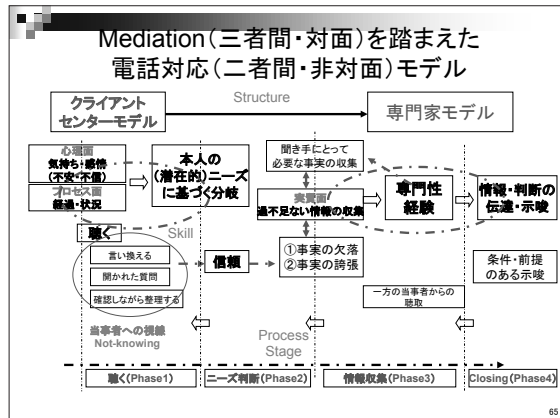 Mediation（三者間・対面）を踏まえた
電話対応（二者間・非対面）モデル
クライアント
センターモデル
Structure
専門家モデル
心理面
気持ち・感情
（不安・不信）
プロセス面
経過・状況
本人の
（潜在的）ニーズ
に基づく分岐
聞き手にとって
必要な事実の収集
実質面
過不足ない情報の収集
専門性
経験
情報・判断の
伝達・示唆
聴く
Skill
言い換える
開かれた質問
確認しながら整理する
信頼
①事実の欠落
②事実の誇張
条件・前提
のある示唆
一方の当事者からの
聴取
当事者への視線
Not-knowing
Process
Stage
聴く（Phase1）
ニーズ判断（Phase2）
情報収集（Phase3）
Closing（Phase4）
65